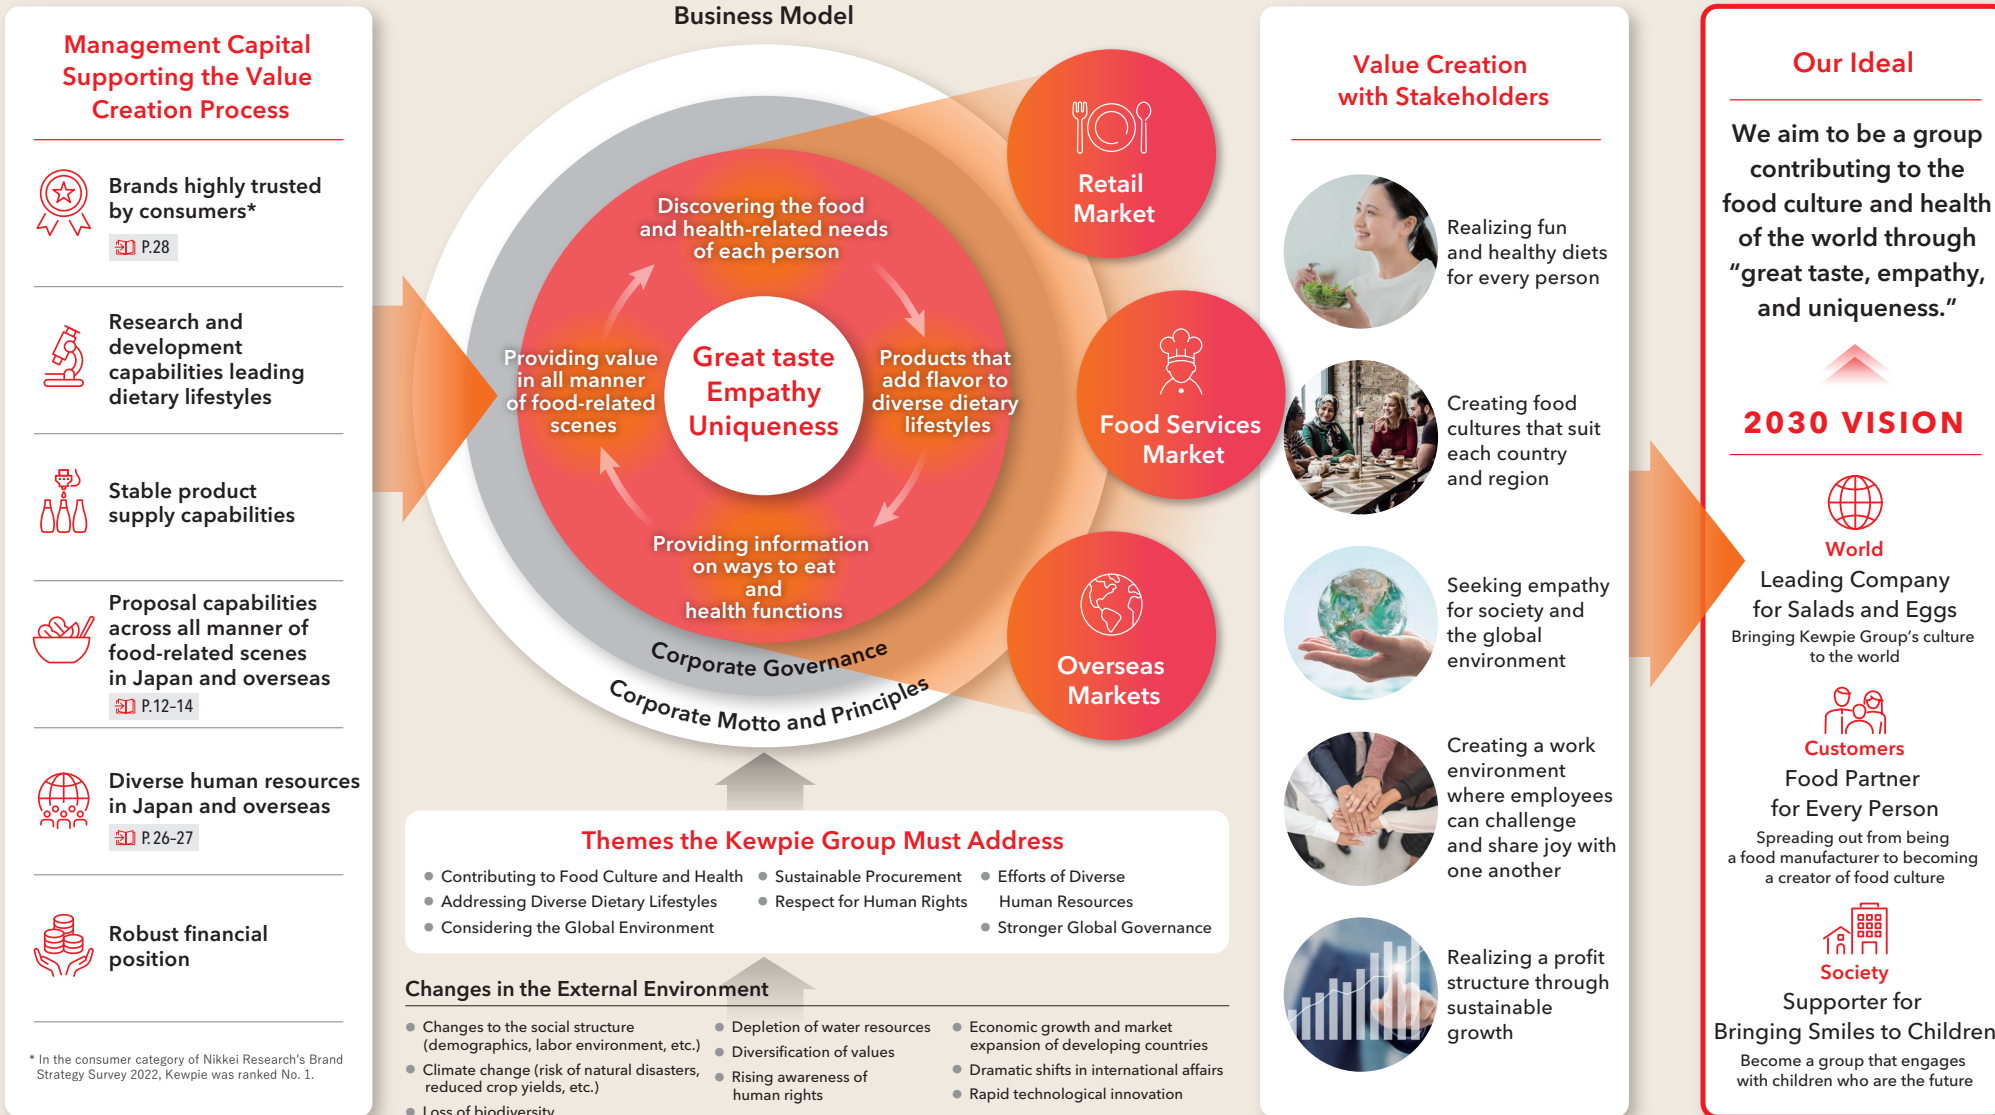 Management Capital
Supporting the Value
Creation Process
Brands highly trusted
by consumers*
P.28
Research and
development
capabilities leading
dietary lifestyles
Stable product
supply capabilities
Proposal capabilities
across all manner of
food-related scenes
in Japan and overseas
P.12–14
Diverse human resources
in Japan and overseas
P. 26–27
Robust financial
position
* In the consumer category of Nikkei Research's Brand
Strategy Survey 2022, Kewpie was ranked No. 1.
Business Model
Discovering the food
and health-related needs
of each person
Providing value
in all manner
of food-related
scenes
Great taste
Empathy
Uniqueness
Products that
add flavor to
diverse dietary
lifestyles
Providing information
on ways to eat
and
health functions
Corporate Governance
Corporate Motto and Principles
Retail
Market
Food Services
Market
Overseas
Markets
Themes the Kewpie Group Must Address
Contributing to Food Culture and Health
Addressing Diverse Dietary Lifestyles
Considering the Global Environment
Sustainable Procurement
Respect for Human Rights
Efforts of Diverse
Human Resources
Stronger Global Governance
Changes in the External Environment
Changes to the social structure
(demographics, labor environment, etc.)
Climate change (risk of natural disasters,
reduced crop yields, etc.)
Loss of biodiversity
Depletion of water resources
Diversification of values
Rising awareness of
human rights
Economic growth and market
expansion of developing countries
Dramatic shifts in international affairs
Rapid technological innovation
Value Creation
with Stakeholders
Realizing fun
and healthy diets
for every person
Creating food
cultures that suit
each country
and region
Seeking empathy
for society and
the global
environment
Creating a work
environment
where employees
can challenge
and share joy with
one another
Realizing a profit
structure through
sustainable
growth
Our Ideal
We aim to be a group
contributing to the
food culture and health
of the world through
“great taste, empathy,
and uniqueness.”
2030 VISION
World
Leading Company
for Salads and Eggs
Bringing Kewpie Group's culture
to the world
Customers
Food Partner
for Every Person
Spreading out from being
a food manufacturer to becoming
a creator of food culture
Society
Supporter for
Bringing Smiles to Children
Become a group that engages
with children who are the future